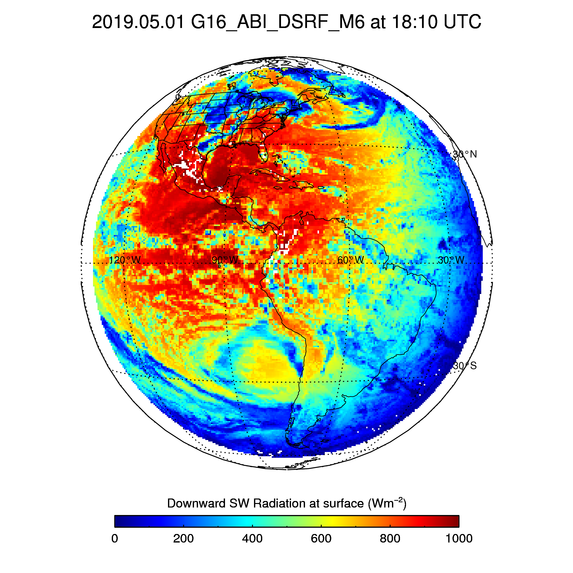 2019.05.01 G16_ABI_DSRF_M6 at 18:10 UTC
30°N
120°W 90°W 60°W 30°W
30°S
Downward SW Radiation at surface (Wm⁻²)
0 200 400 600 800 1000